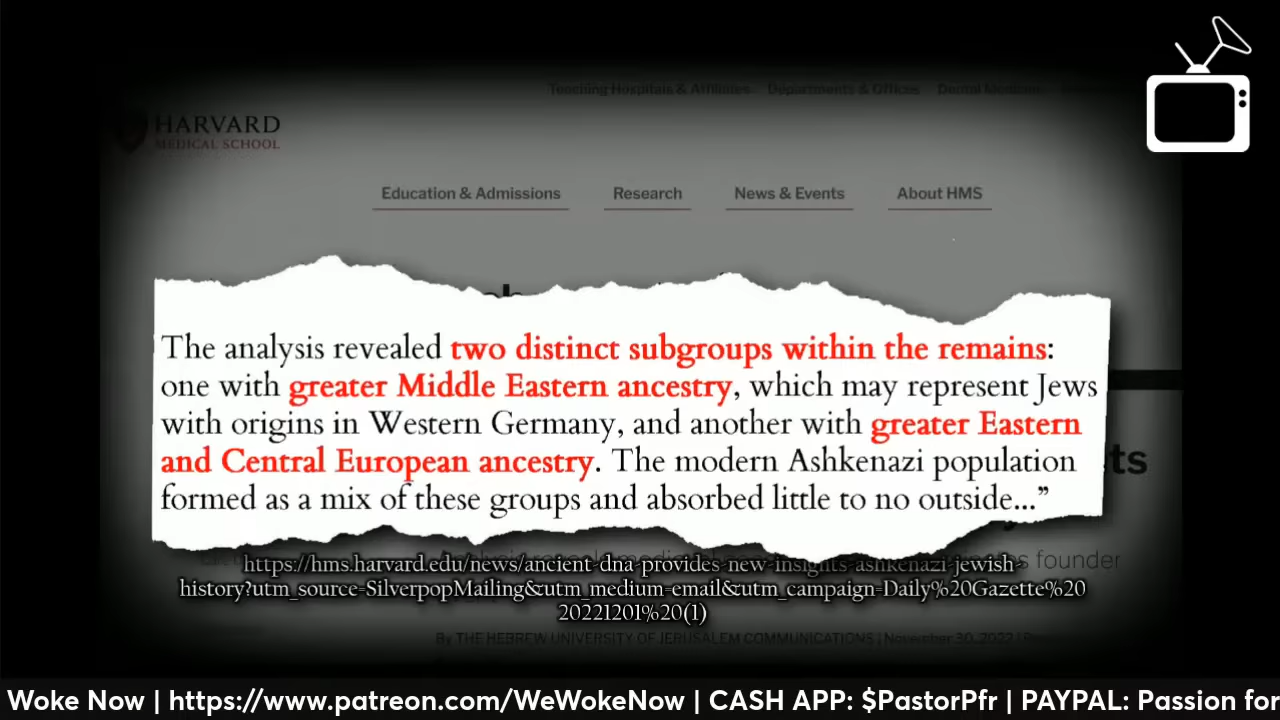 Teaching Hospitals & Affiliates Departments & Offices Dental Medicine
HARVARD
MEDICAL SCHOOL
Education & Admissions Research News & Events About HMS
The analysis revealed two distinct subgroups within the remains:
one with greater Middle Eastern ancestry, which may represent Jews
with origins in Western Germany, and another with greater Eastern
and Central European ancestry. The modern Ashkenazi population
formed as a mix of these groups and absorbed little to no outside...”
https://hms.harvard.edu/news/ancient-dna-provides-new-insights-ashkenazi-jewish-
history?utm_source=SilverpopMailing&utm_medium=email&utm_campaign=Daily%20Gazette%20
20221201%20(1)
founder
By THE HEBREW UNIVERSITY OF JERUSALEM COMMUNICATIONS | November 30, 2022 |
Woke Now | https://www.patreon.com/WeWokeNow | CASH APP: $PastorPfr | PAYPAL: Passion for